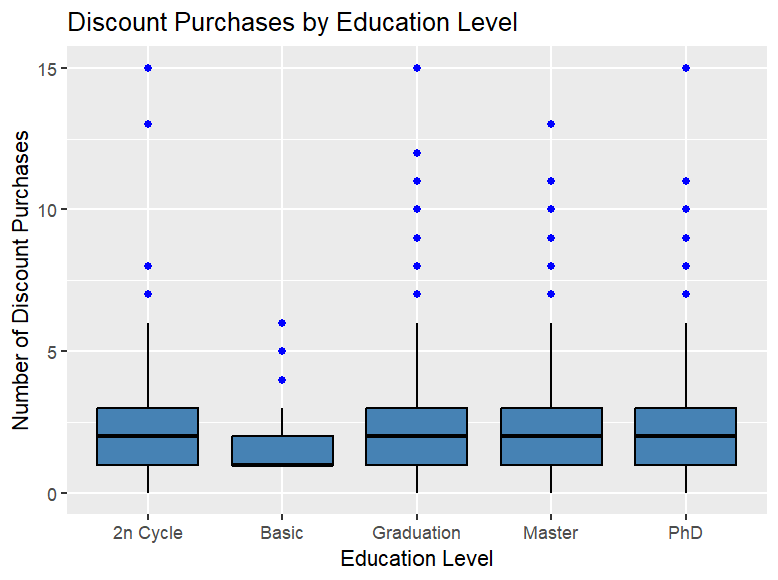 Discount Purchases by Education Level
Number of Discount Purchases
15
10
5
0
2n Cycle Basic Graduation Master PhD
Education Level